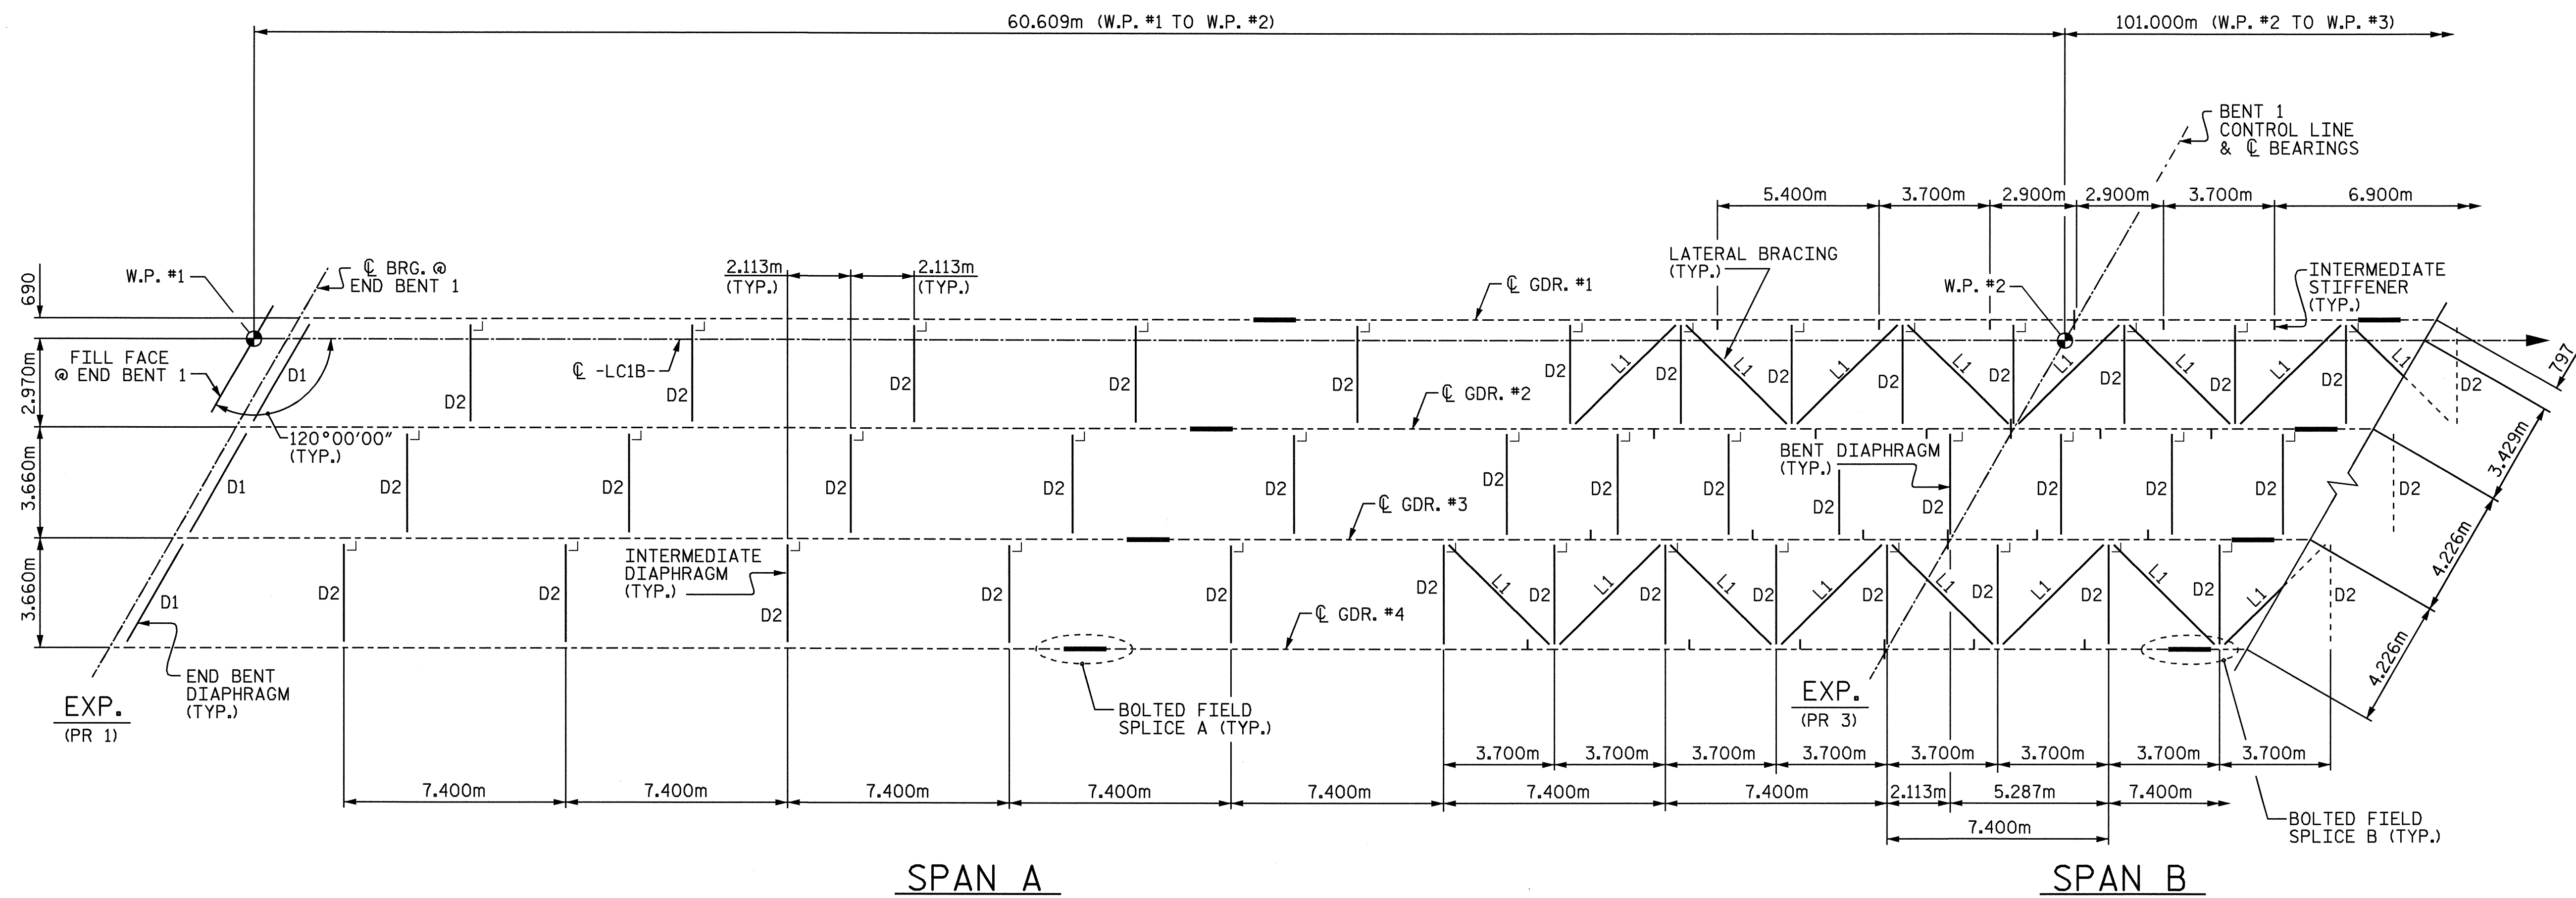 60.609m (W.P. #1 TO W.P. #2)
101.000m (W.P. #2 TO W.P. #3)
BENT 1
CONTROL LINE
& ℄ BEARINGS
5.400m
3.700m
2.900m
2.900m
3.700m
6.900m
LATERAL BRACING
(TYP.)
W.P. #1
℄ BRG. @
END BENT 1
2.113m
(TYP.)
2.113m
(TYP.)
℄ GDR. #1
W.P. #2
INTERMEDIATE
STIFFENER
(TYP.)
690
FILL FACE
@ END BENT 1
D1
℄ -LC1B-
2.970m
D2
D2
D2
D2
D2
D2
L1
D2
L1
D2
L1
D2
D2
L1
D2
L1
D2
L1
D2
L1
D2
797
℄ GDR. #2
120°00'00"
(TYP.)
BENT DIAPHRAGM
(TYP.)
3.429m
3.660m
D1
D2
D2
D2
D2
D2
D2
D2
D2
D2
D2
D2
D2
D2
D2
℄ GDR. #3
4.226m
INTERMEDIATE
DIAPHRAGM
(TYP.)
3.660m
D1
D2
D2
D2
D2
D2
D2
L1
D2
L1
D2
L1
D2
L1
D2
L1
D2
L1
D2
L1
D2
L1
D2
℄ GDR. #4
4.226m
END BENT
DIAPHRAGM
(TYP.)
EXP.
(PR 1)
BOLTED FIELD
SPLICE A (TYP.)
EXP.
(PR 3)
3.700m
3.700m
3.700m
3.700m
3.700m
3.700m
3.700m
3.700m
7.400m
7.400m
7.400m
7.400m
7.400m
7.400m
7.400m
2.113m
5.287m
7.400m
7.400m
BOLTED FIELD
SPLICE B (TYP.)
SPAN A
SPAN B